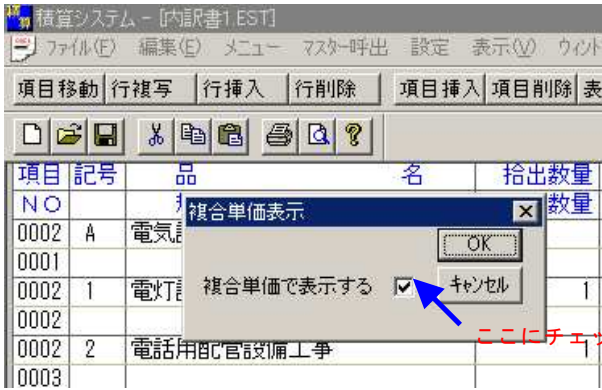 積算システム - [内訳書1.EST]
ファイル(F) 編集(E) メニュー マスター呼出 設定 表示(V) ウィンド
項目移動 行複写 行挿入 行削除 項目挿入 項目削除 表
項目 記号 品 名 拾出数量
NO 数量
複合単価表示
0002 A 電気
OK
0001
0002 1 電灯 複合単価で表示する キャンセル 1
0002
ここにチェッ
0002 2 電話用配管設備工事 1
0003